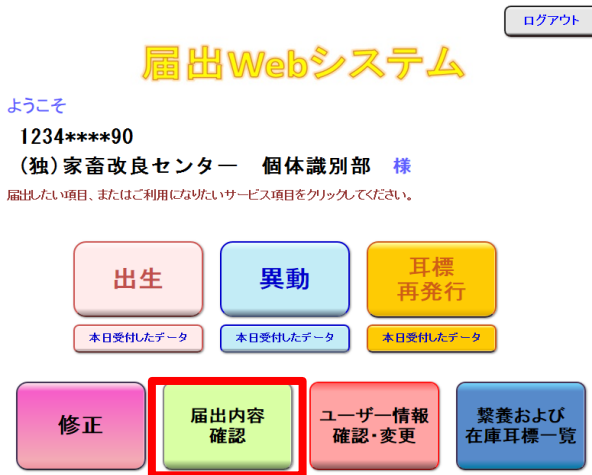 ログアウト
届出Webシステム
ようこそ
1234****90
(独)家畜改良センター 個体識別部 様
届出したい項目、またはご利用になりたいサービス項目をクリックしてください。
出生
異動
耳標
再発行
本日受付したデータ
本日受付したデータ
本日受付したデータ
修正
届出内容
確認
ユーザー情報
確認・変更
繋養および
在庫耳標一覧